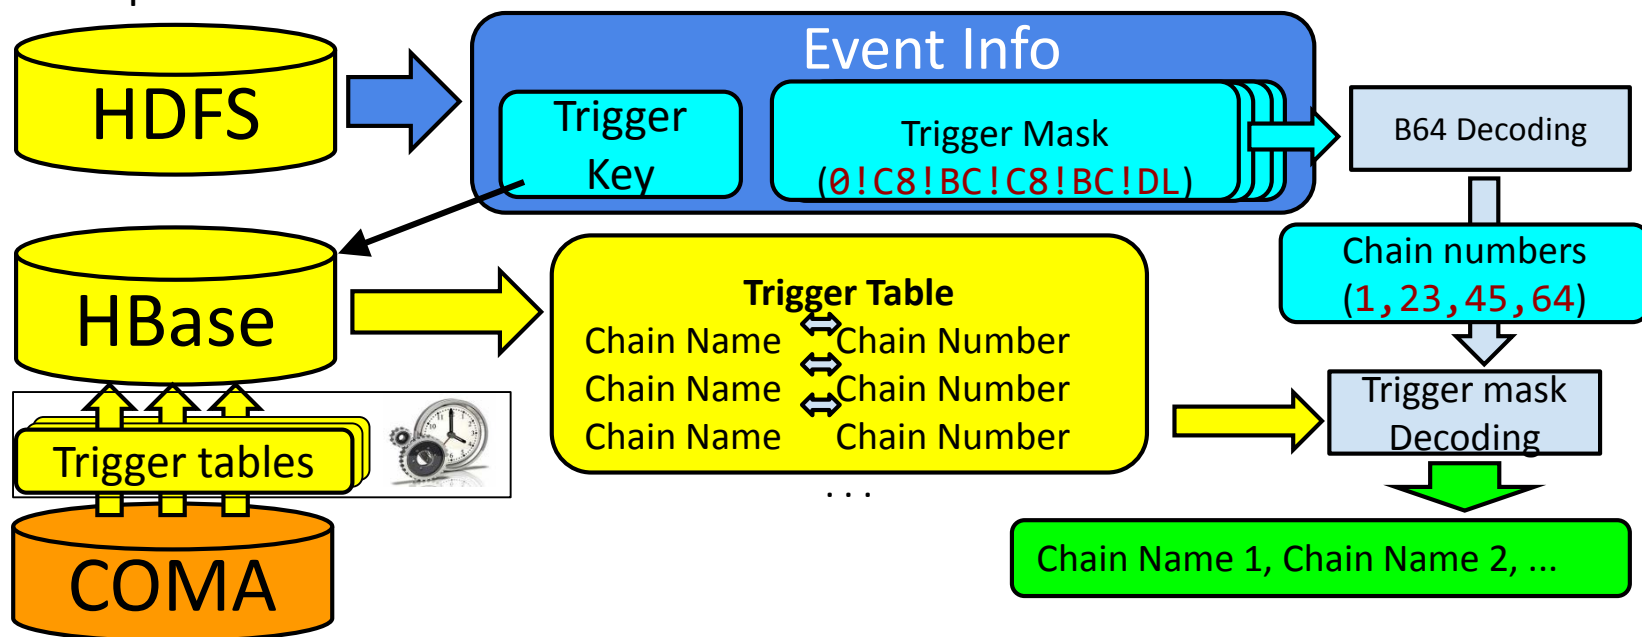 HDFS
Event Info
Trigger
Key
Trigger Mask
(0!C8!BC!C8!BC!DL)
B64 Decoding
Chain numbers
(1,23,45,64)
HBase
Trigger Table
Chain Name Chain Number
Chain Name Chain Number
Chain Name Chain Number
. . .
Trigger mask
Decoding
Trigger tables
COMA
Chain Name 1, Chain Name 2, ...